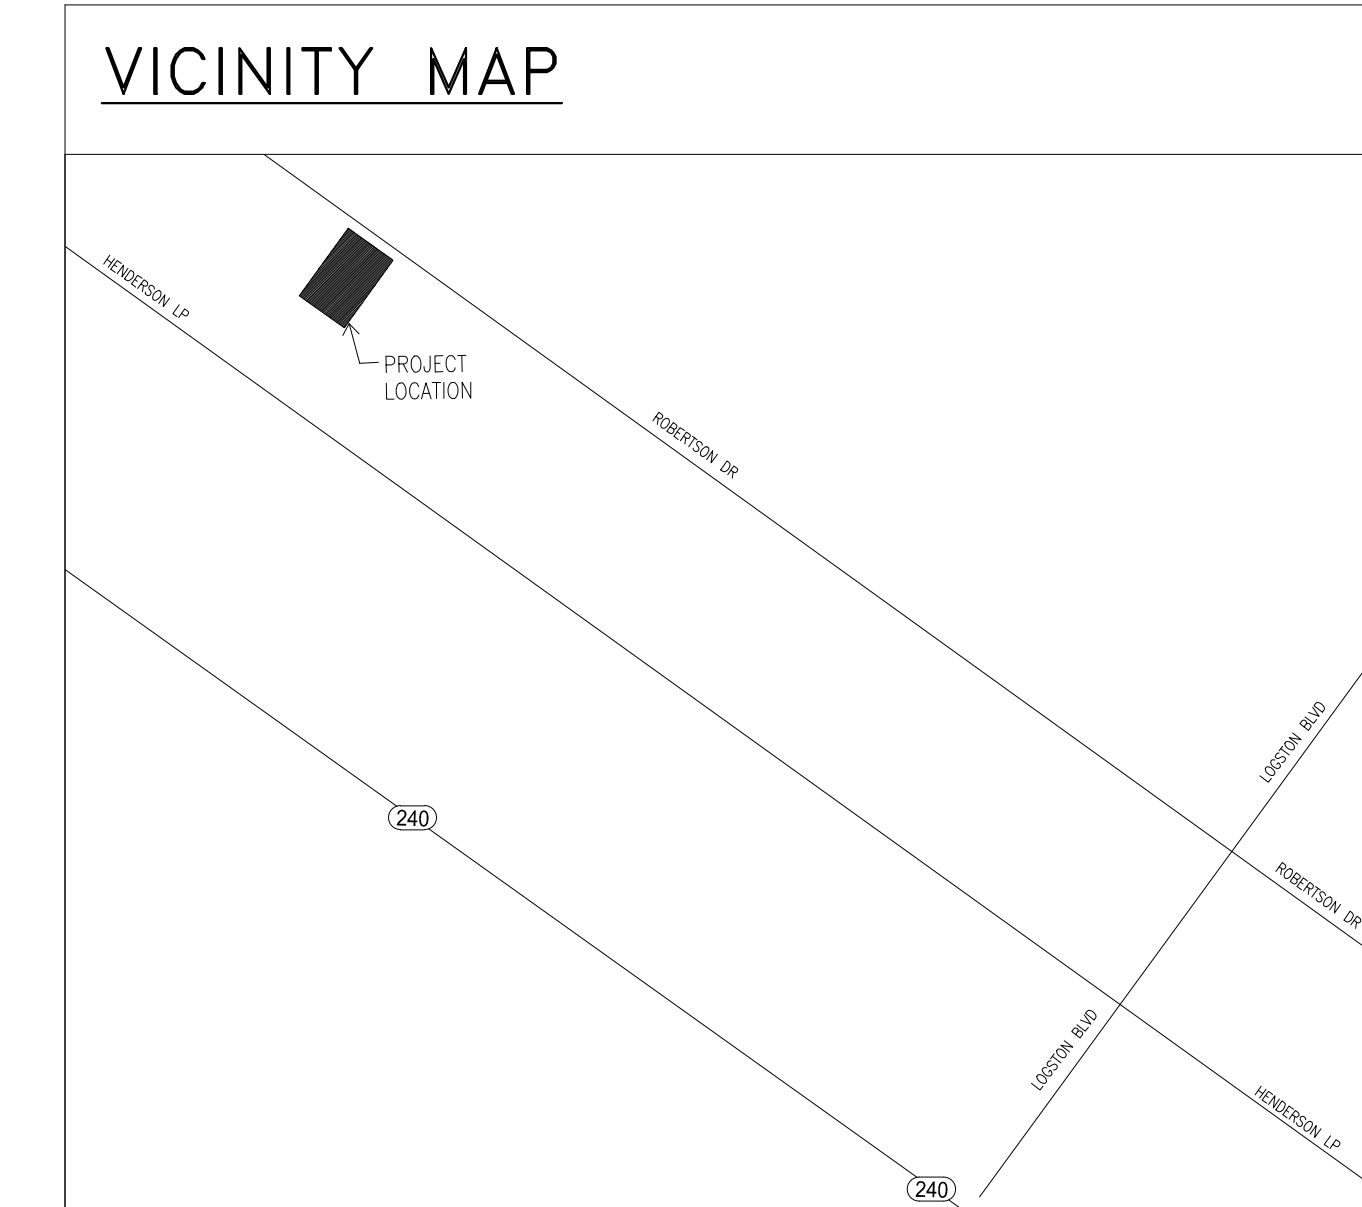 VICINITY MAP
HENDERSON LP
PROJECT
LOCATION
ROBERTSON DR
LOGSTON BLVD
240
ROBERTSON DR
LOGSTON BLVD
HENDERSON LP
240